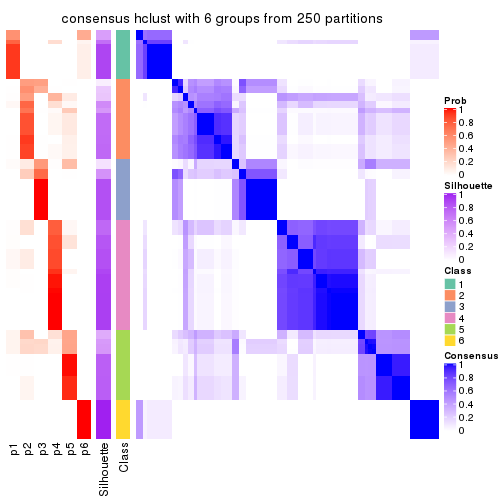 consensus hclust with 6 groups from 250 partitions
Prob
1
0.8
0.6
0.4
0.2
0
Silhouette
1
0.8
0.6
0.4
0.2
0
Class
1
2
3
4
5
6
Consensus
1
0.8
0.6
0.4
0.2
0
p1
p2
p3
p4
p5
p6
Silhouette
Class